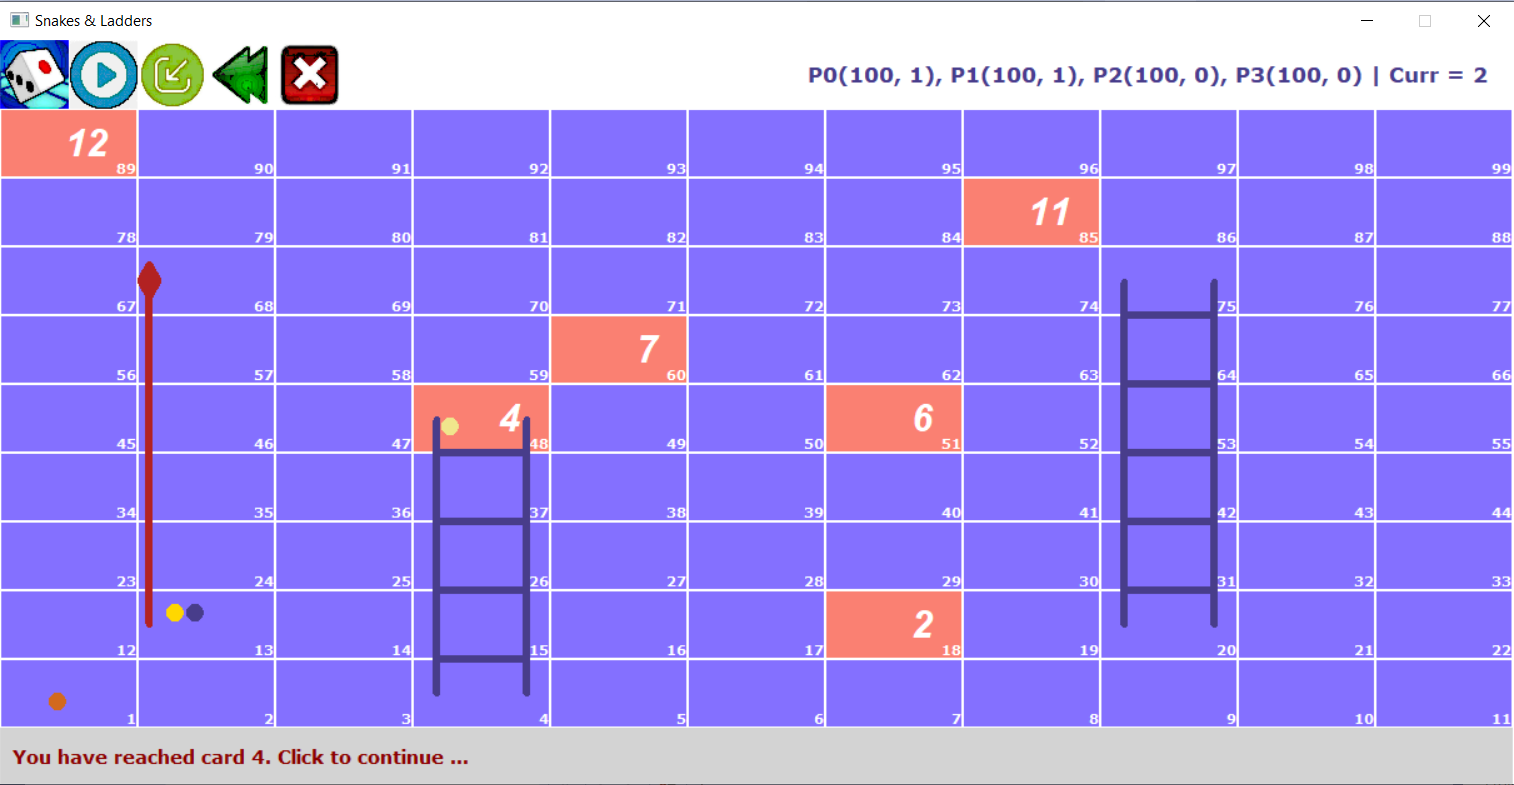 Snakes & Ladders
P0(100, 1), P1(100, 1), P2(100, 0), P3(100, 0) | Curr = 2
12
89 90 91 92 93 94 95 96 97 98 99
11
78 79 80 81 82 83 84 85 86 87 88
67 68 69 70 71 72 73 74 75 76 77
7
56 57 58 59 60 61 62 63 64 65 66
4 6
45 46 47 48 49 50 51 52 53 54 55
34 35 36 37 38 39 40 41 42 43 44
23 24 25 26 27 28 29 30 31 32 33
2
12 13 14 15 16 17 18 19 20 21 22
1 2 3 4 5 6 7 8 9 10 11
You have reached card 4. Click to continue ...